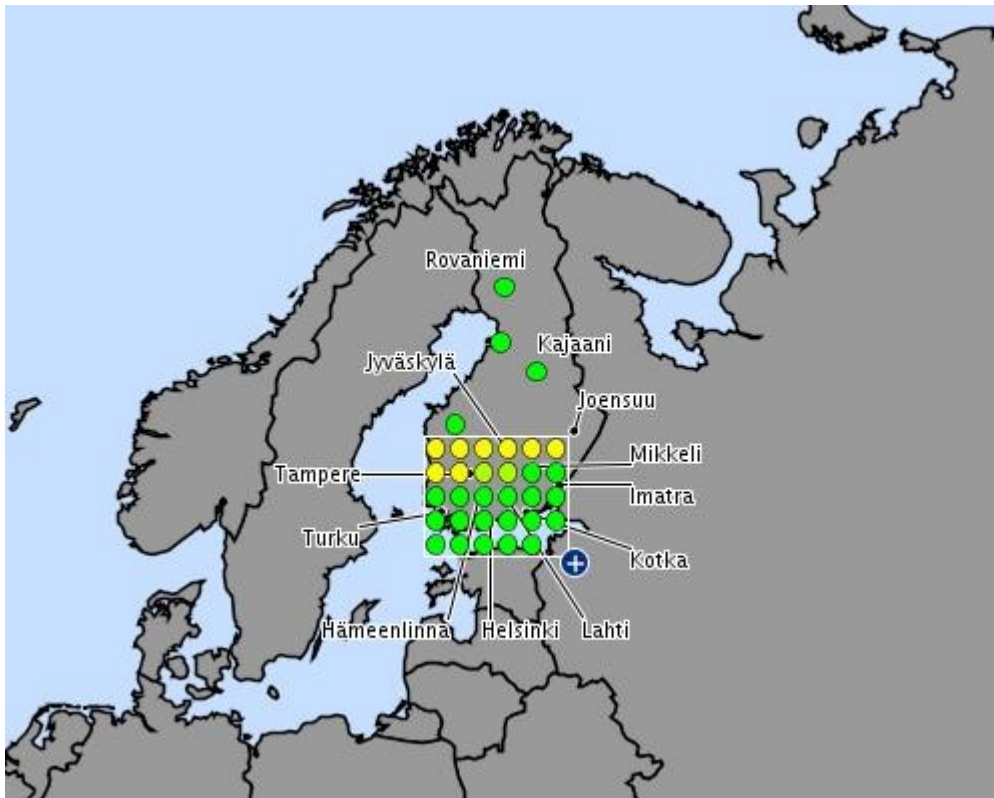 Rovaniemi
Kajaani
Jyväskylä
Joensuu
Mikkeli
Tampere
Imatra
Turku
Kotka
Hämeenlinna
Helsinki
Lahti